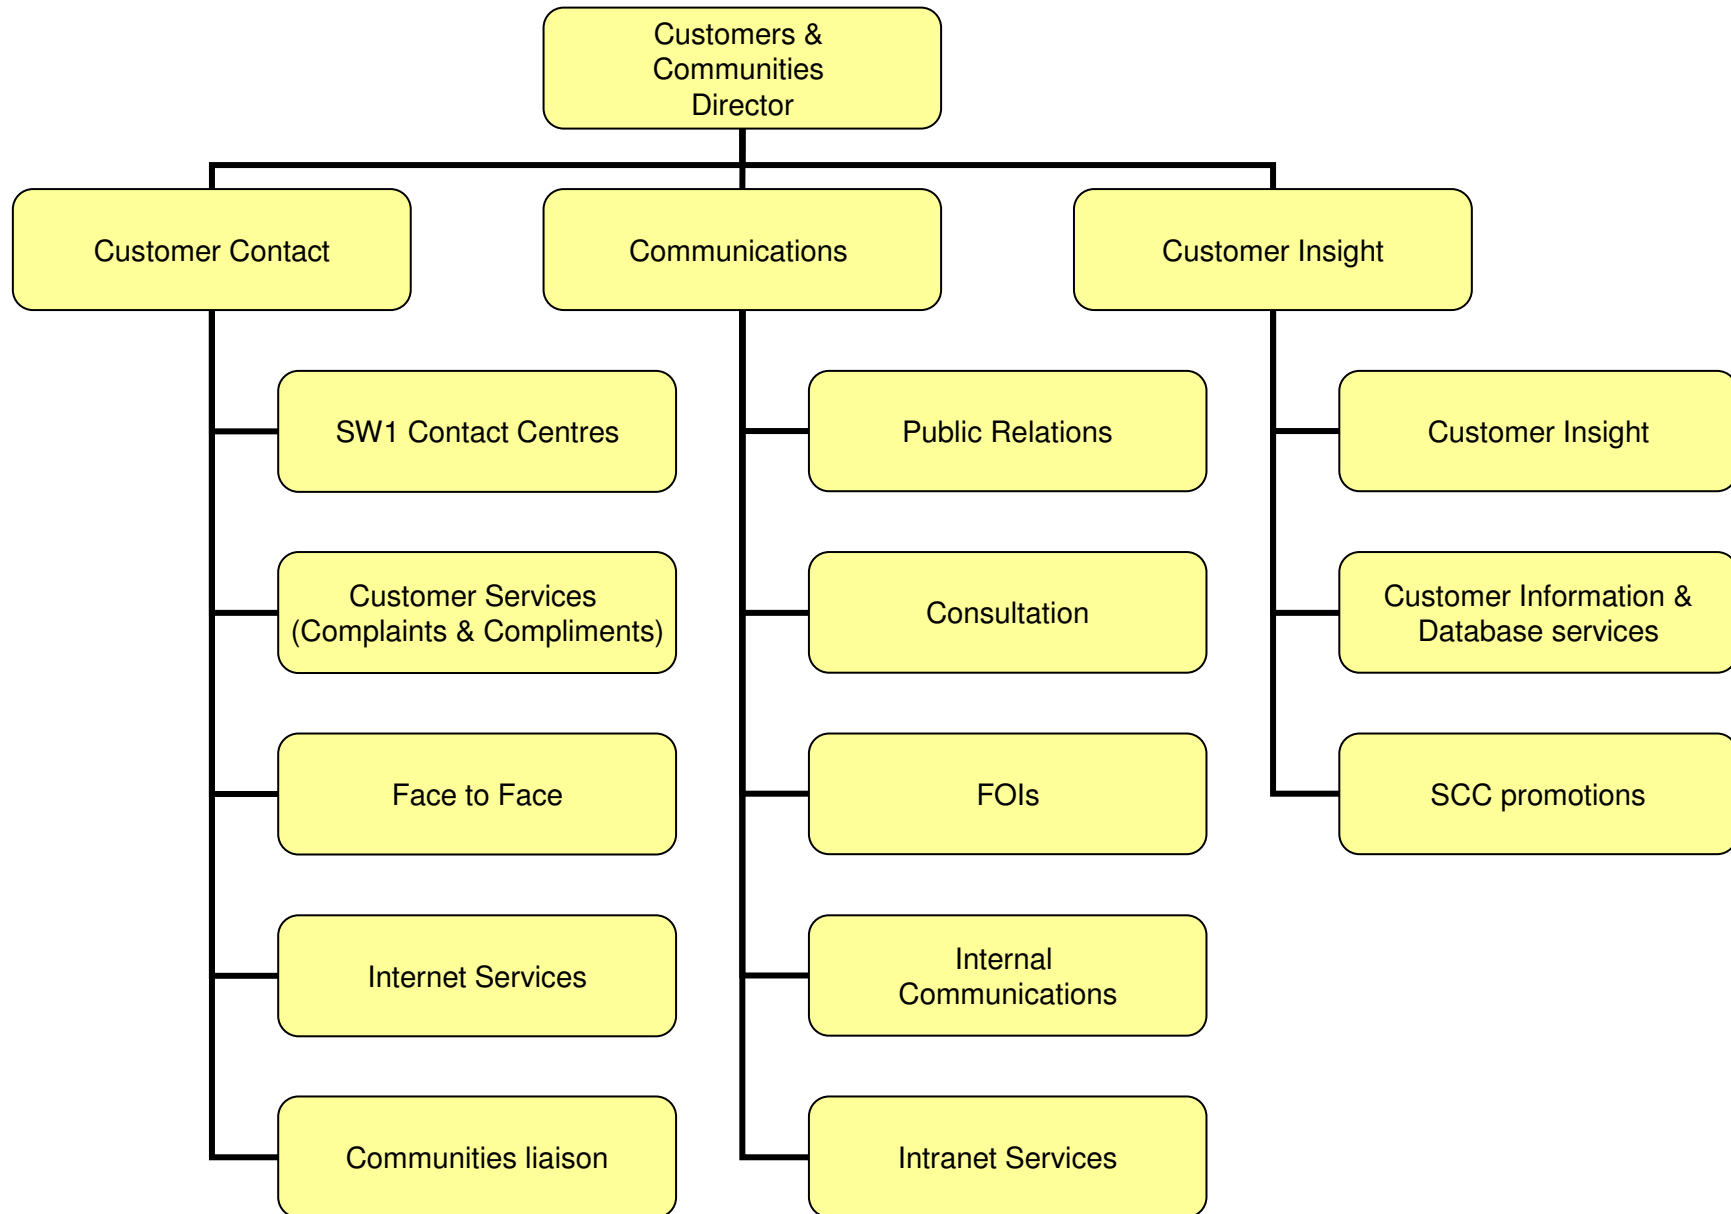 Customers &
Communities
Director
Customer Contact
Communications
Customer Insight
SW1 Contact Centres
Public Relations
Customer Insight
Customer Services
(Complaints & Compliments)
Consultation
Customer Information &
Database services
Face to Face
FOIs
SCC promotions
Internet Services
Internal
Communications
Communities liaison
Intranet Services